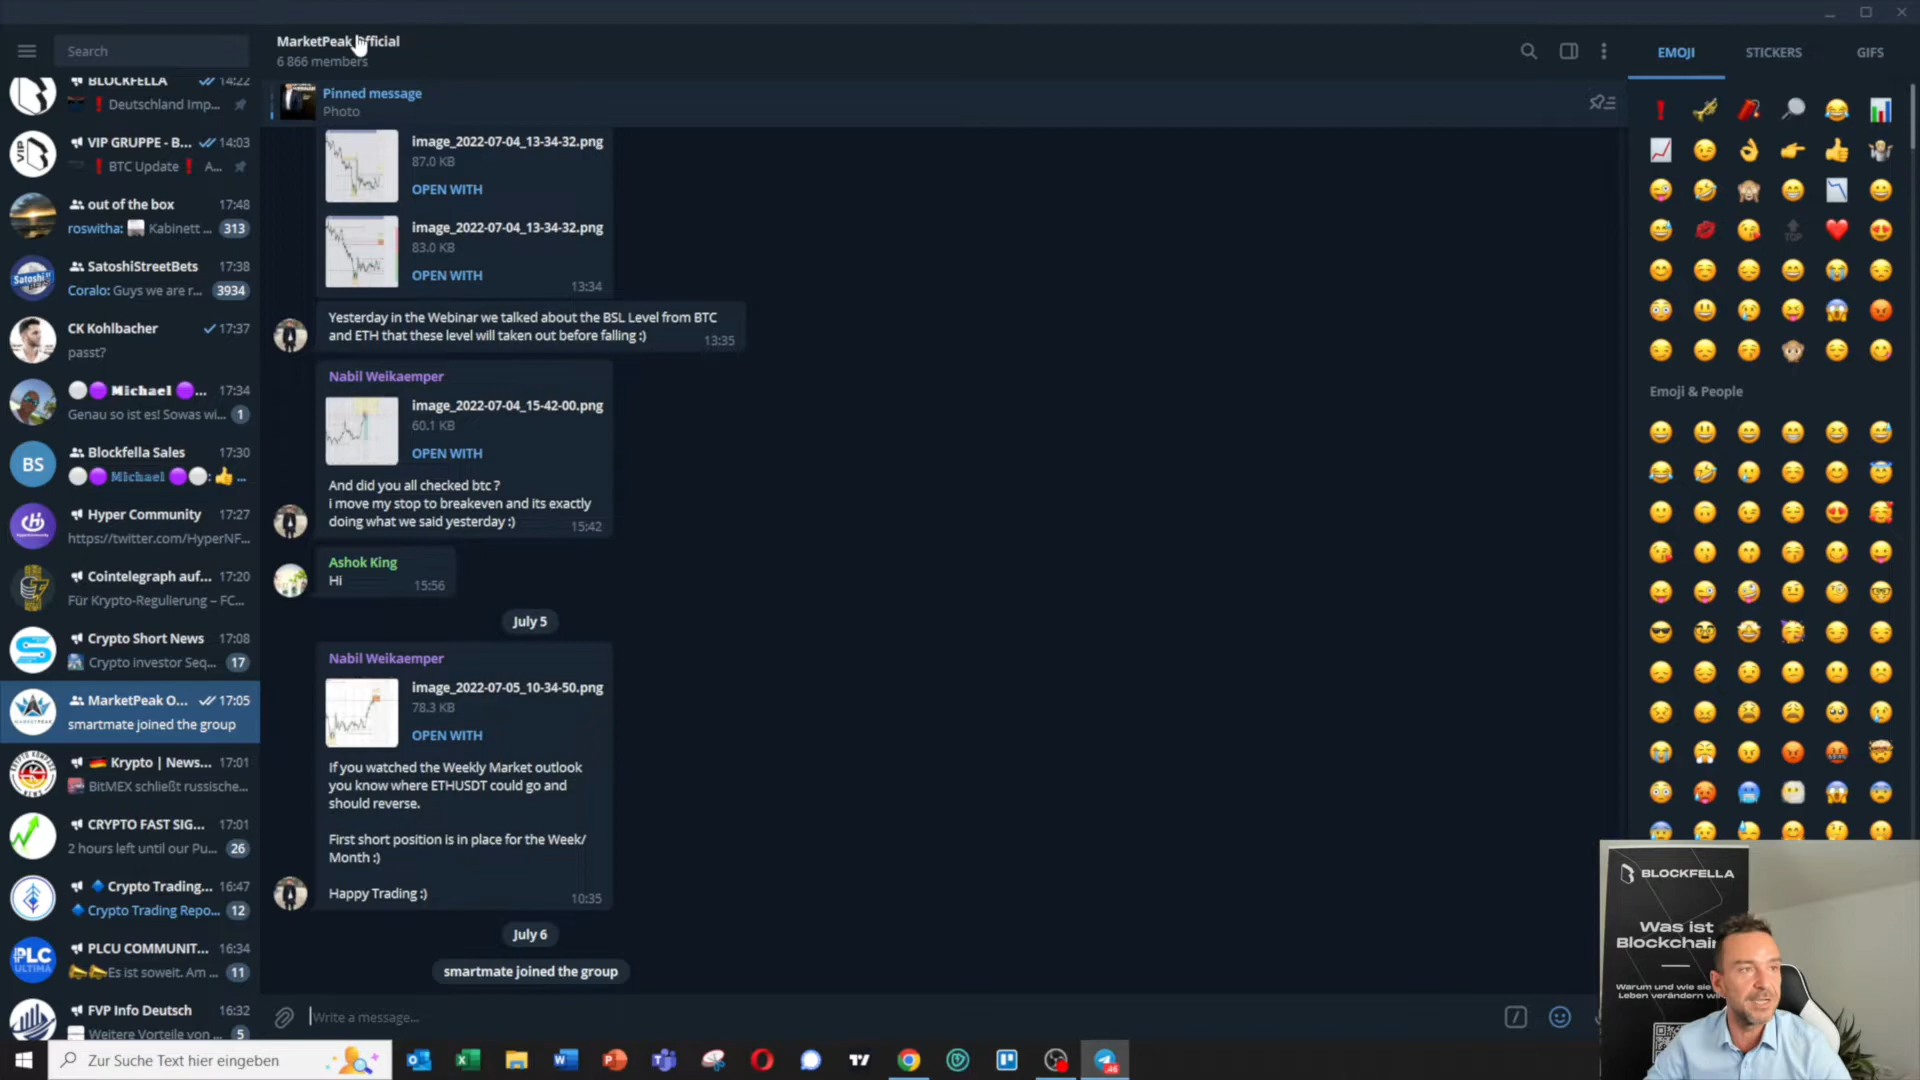 Search
BLOCKFELLA
14:22
Deutschland Imp...
VIP GRUPPE - B...
14:03
BTC Update
A...
out of the box
17:48
roswitha:
Kabinett ...
313
SatoshiStreetBets
17:38
Coralo: Guys we are r...
3934
CK Kohlbacher
17:37
passt?
Michael
...
17:34
Genau so ist es! Sowas wi...
1
BS
Blockfella Sales
17:30
Michael
:
...
Hyper Community
17:27
https://twitter.com/HyperNF...
Cointelegraph auf...
17:20
Für Krypto-Regulierung – FC...
Crypto Short News
17:08
Crypto investor Seq...
17
MarketPeak O...
17:05
smartmate joined the group
Krypto | News...
17:01
BitMEX schließt russische...
CRYPTO FAST SIG...
17:01
2 hours left until our Pu...
26
Crypto Trading...
16:47
Crypto Trading Repo...
12
PLC
ULTIMA
PLCU COMMUNIT...
16:34
Es ist soweit. Am ...
11
FVP Info Deutsch
16:32
Weitere Vorteile von ...
5
MarketPeak Official
6 866 members
Pinned message
Photo
image_2022-07-04_13-34-32.png
87.0 KB
OPEN WITH
image_2022-07-04_13-34-32.png
83.0 KB
OPEN WITH
13:34
Yesterday in the Webinar we talked about the BSL Level from BTC
and ETH that these level will taken out before falling :)
13:35
Nabil Weikaemper
image_2022-07-04_15-42-00.png
60.1 KB
OPEN WITH
And did you all checked btc ?
i move my stop to breakeven and its exactly
doing what we said yesterday :)
15:42
Ashok King
Hi
15:56
July 5
Nabil Weikaemper
image_2022-07-05_10-34-50.png
78.3 KB
OPEN WITH
If you watched the Weekly Market outlook
you know where ETHUSDT could go and
should reverse.
First short position is in place for the Week/
Month :)
Happy Trading :)
10:35
July 6
smartmate joined the group
Write a message...
EMOJI
STICKERS
GIFS
TOP
Emoji & People
BLOCKFELLA
Was ist
Blockchain
Warum und wie sie
Leben verändern wi
Zur Suche Text hier eingeben